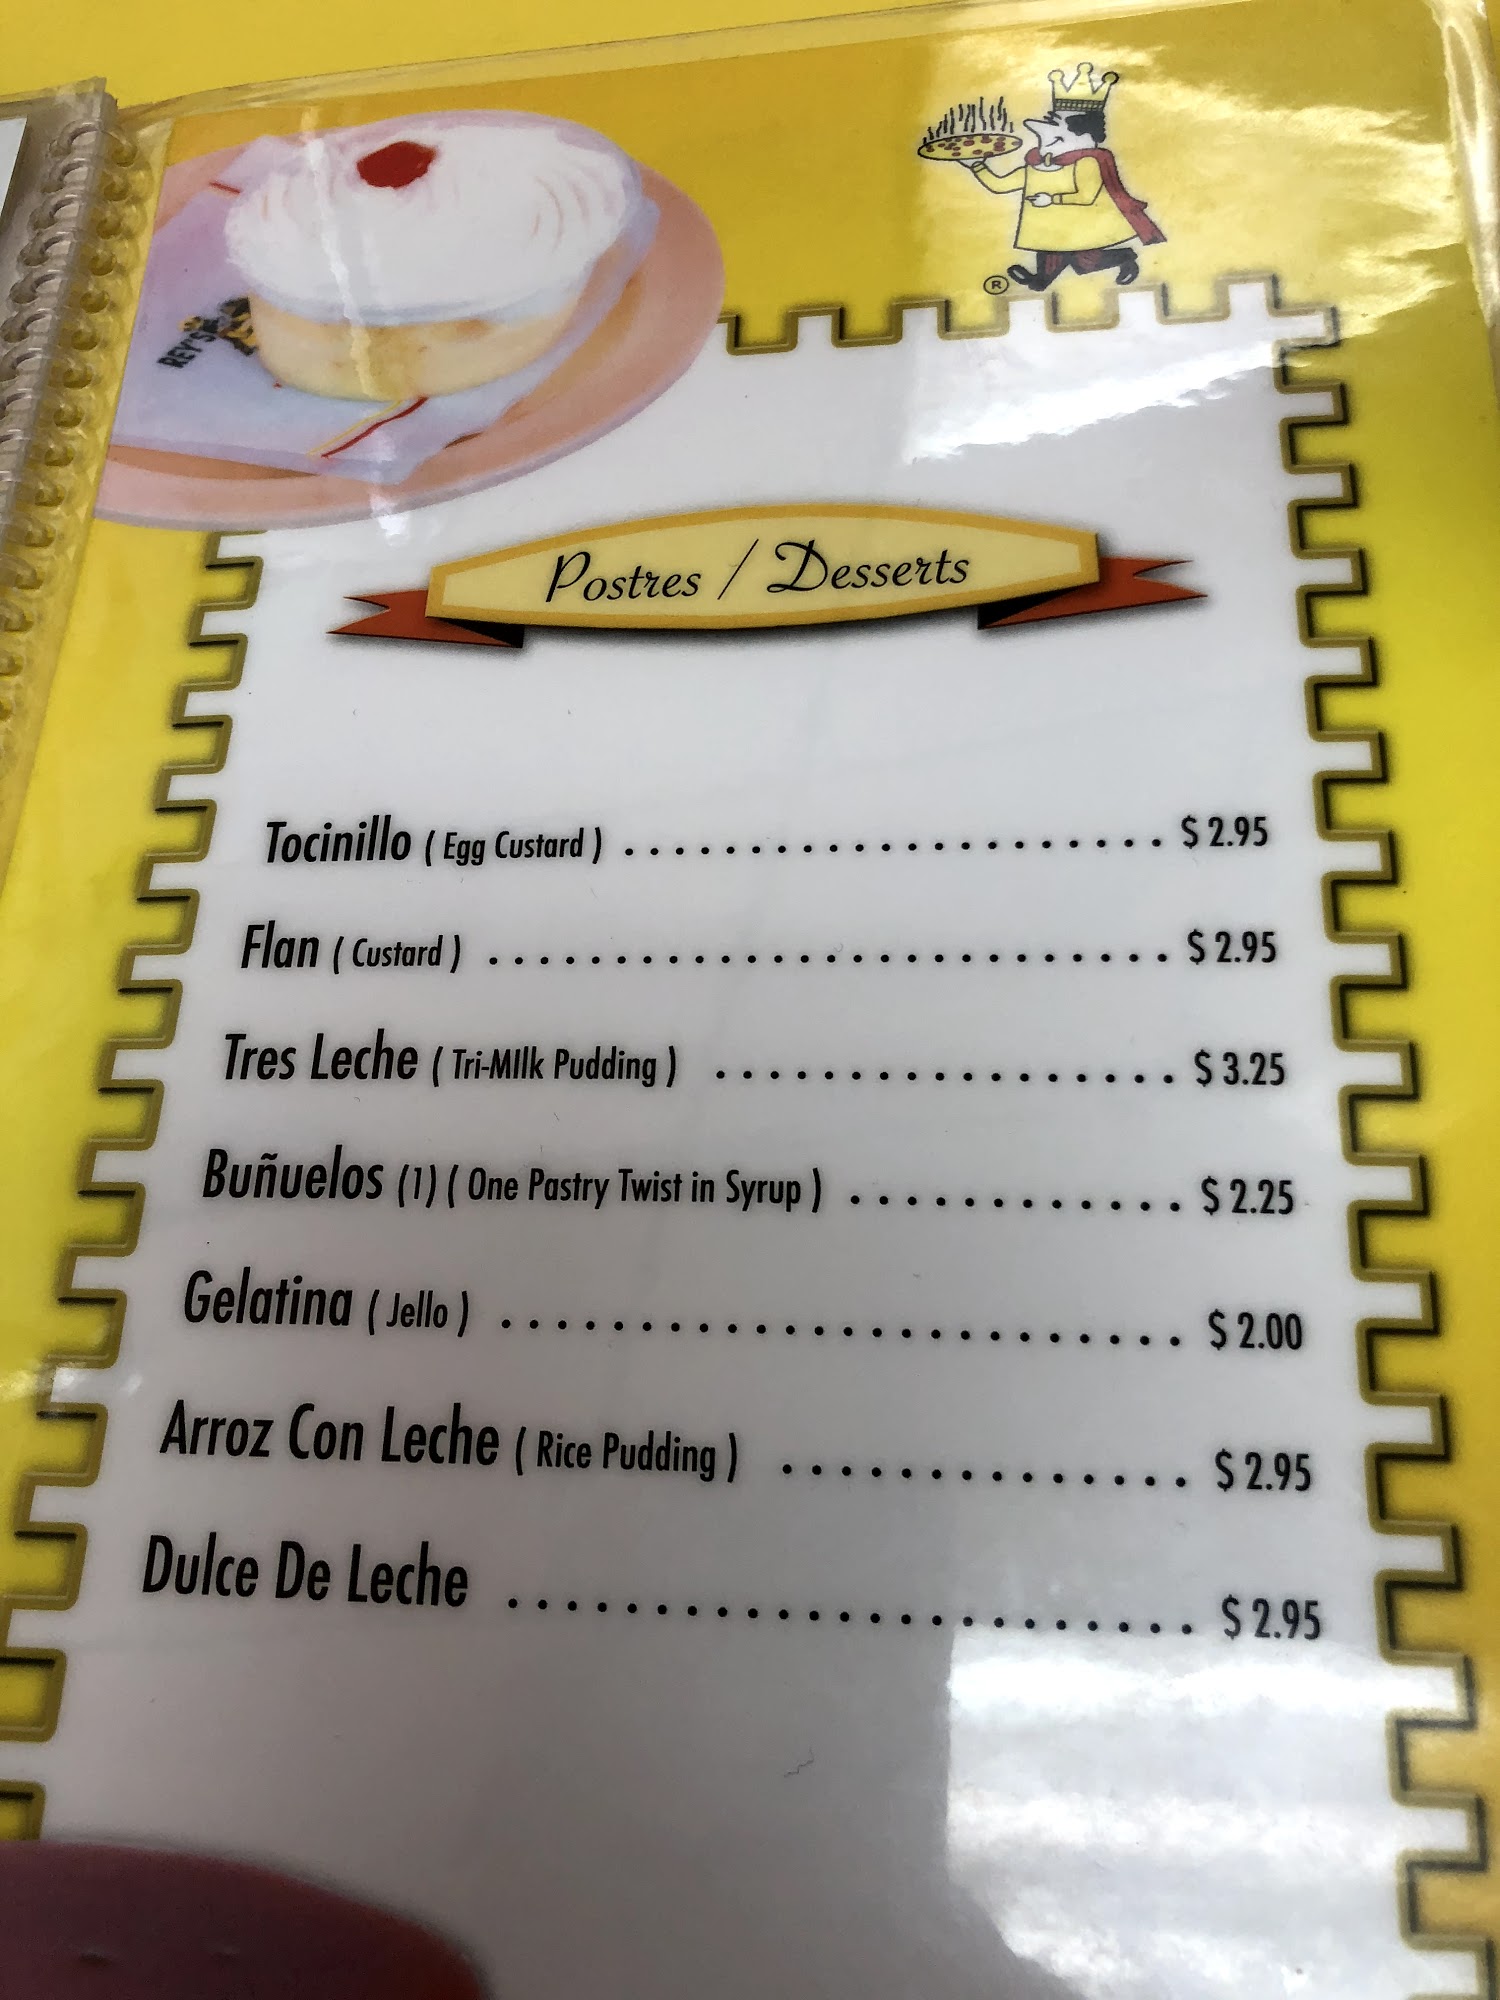 REY'S
®
Postres / Desserts
Tocinillo ( Egg Custard ) . . . . . . . . . . . . . . . . . . . . . $ 2.95
Flan ( Custard ) . . . . . . . . . . . . . . . . . . . . . . . . . . . $ 2.95
Tres Leche ( Tri-MIlk Pudding ) . . . . . . . . . . . . . . . . . $ 3.25
Buñuelos (1) ( One Pastry Twist in Syrup ) . . . . . . . . . . . . $ 2.25
Gelatina ( Jello ) . . . . . . . . . . . . . . . . . . . . . . . . $ 2.00
Arroz Con Leche ( Rice Pudding ) . . . . . . . . . . . . . . $ 2.95
Dulce De Leche . . . . . . . . . . . . . . . . . . . . . . . $ 2.95